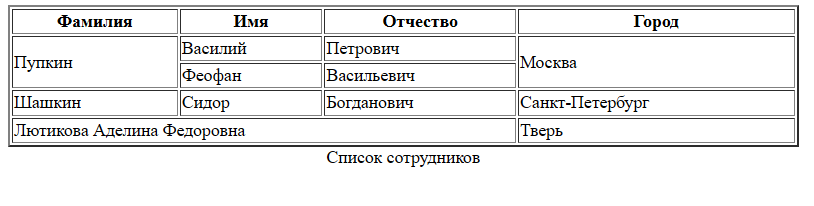 Фамилия Имя Отчество Город
Пупкин Василий Петрович Москва
Феофан Васильевич
Шашкин Сидор Богданович Санкт-Петербург
Лютикова Аделина Федоровна Тверь
Список сотрудников